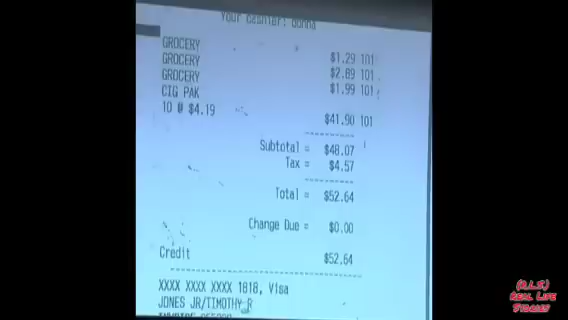 Your cashier: Donna
GROCERY $1.29 101
GROCERY $2.89 101
GROCERY $1.99 101
CIG PAK
10 @ $4.19 $41.90 101
Subtotal = $48.07
Tax = $4.57
Total = $52.64
Change Due = $0.00
Credit $52.64
XXXX XXXX XXXX 1818, Visa
JONES JR/TIMOTHY R
(R.L.S.)
REAL LIFE
STORIES